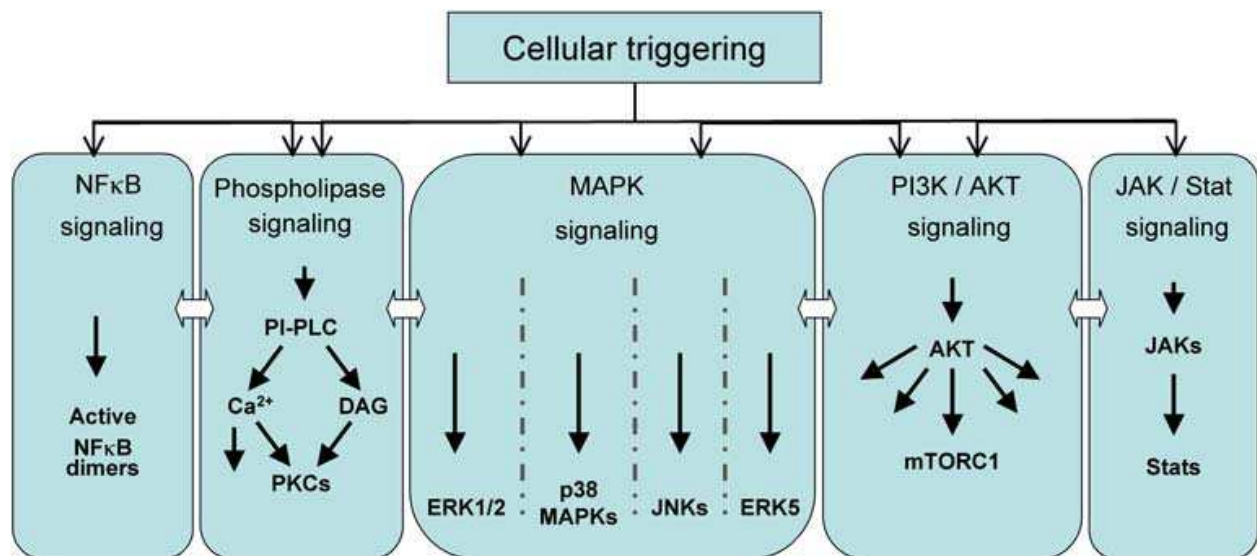 Cellular triggering
NFκB
signaling
Active
NFκB
dimers
Phospholipase
signaling
PI-PLC
Ca²⁺
DAG
PKCs
MAPK
signaling
ERK1/2
p38
MAPKs
JNKs
ERK5
PI3K / AKT
signaling
AKT
mTORC1
JAK / Stat
signaling
JAKs
Stats